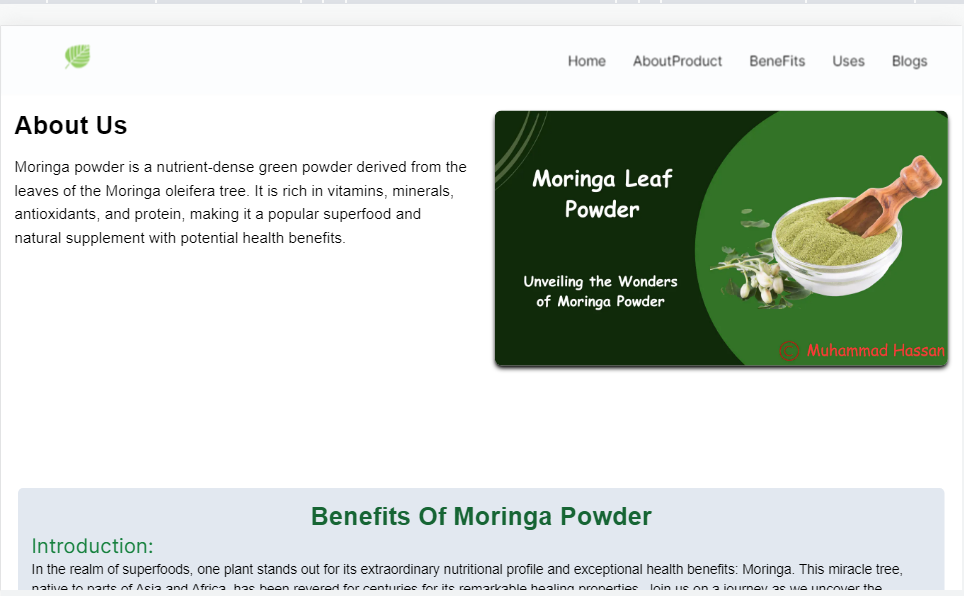 Home AboutProduct BeneFits Uses Blogs
About Us
Moringa powder is a nutrient-dense green powder derived from the
leaves of the Moringa oleifera tree. It is rich in vitamins, minerals,
antioxidants, and protein, making it a popular superfood and
natural supplement with potential health benefits.
Moringa Leaf
Powder
Unveiling the Wonders
of Moringa Powder
© Muhammad Hassan
Benefits Of Moringa Powder
Introduction:
In the realm of superfoods, one plant stands out for its extraordinary nutritional profile and exceptional health benefits: Moringa. This miracle tree,
native to parts of Asia and Africa, has been revered for centuries for its remarkable healing properties. Join us on a journey as we uncover the